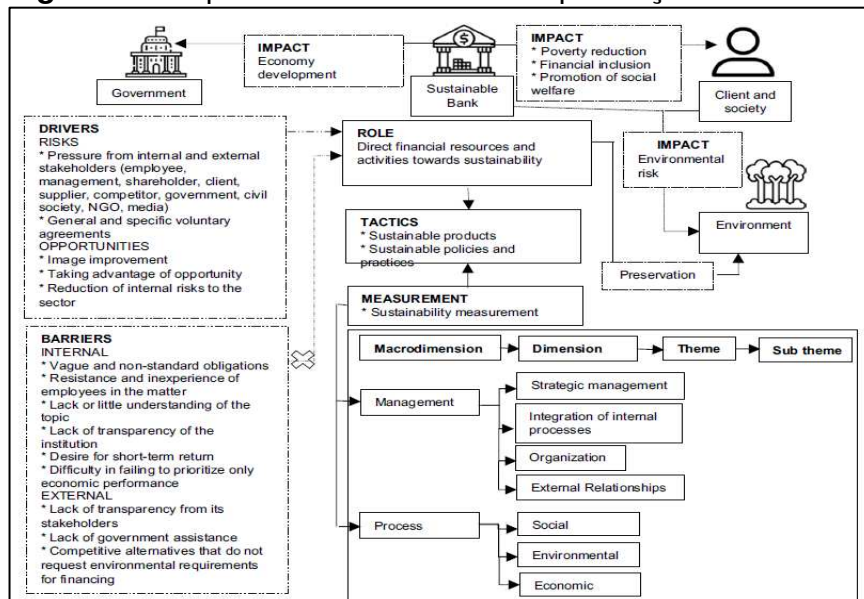 IMPACT
Economy
development
IMPACT
* Poverty reduction
* Financial inclusion
* Promotion of social
welfare
Government
Sustainable
Bank
Client and
society
DRIVERS
RISKS
* Pressure from internal and external
stakeholders (employee,
management, shareholder, client,
supplier, competitor, government, civil
society, NGO, media)
* General and specific voluntary
agreements
OPPORTUNITIES
* Image improvement
* Taking advantage of opportunity
* Reduction of internal risks to the
sector
ROLE
Direct financial resources and
activities towards sustainability
IMPACT
Environmental
risk
Environment
TACTICS
* Sustainable products
* Sustainable policies and
practices
Preservation
MEASUREMENT
* Sustainability measurement
BARRIERS
INTERNAL
* Vague and non-standard obligations
* Resistance and inexperience of
employees in the matter
* Lack or little understanding of the
topic
* Lack of transparency of the
institution
* Desire for short-term return
* Difficulty in failing to prioritize only
economic performance
EXTERNAL
* Lack of transparency from its
stakeholders
* Lack of government assistance
* Competitive alternatives that do not
request environmental requirements
for financing
Macrodimension
Dimension
Theme
Sub theme
Management
Strategic management
Integration of internal
processes
Organization
External Relationships
Process
Social
Environmental
Economic